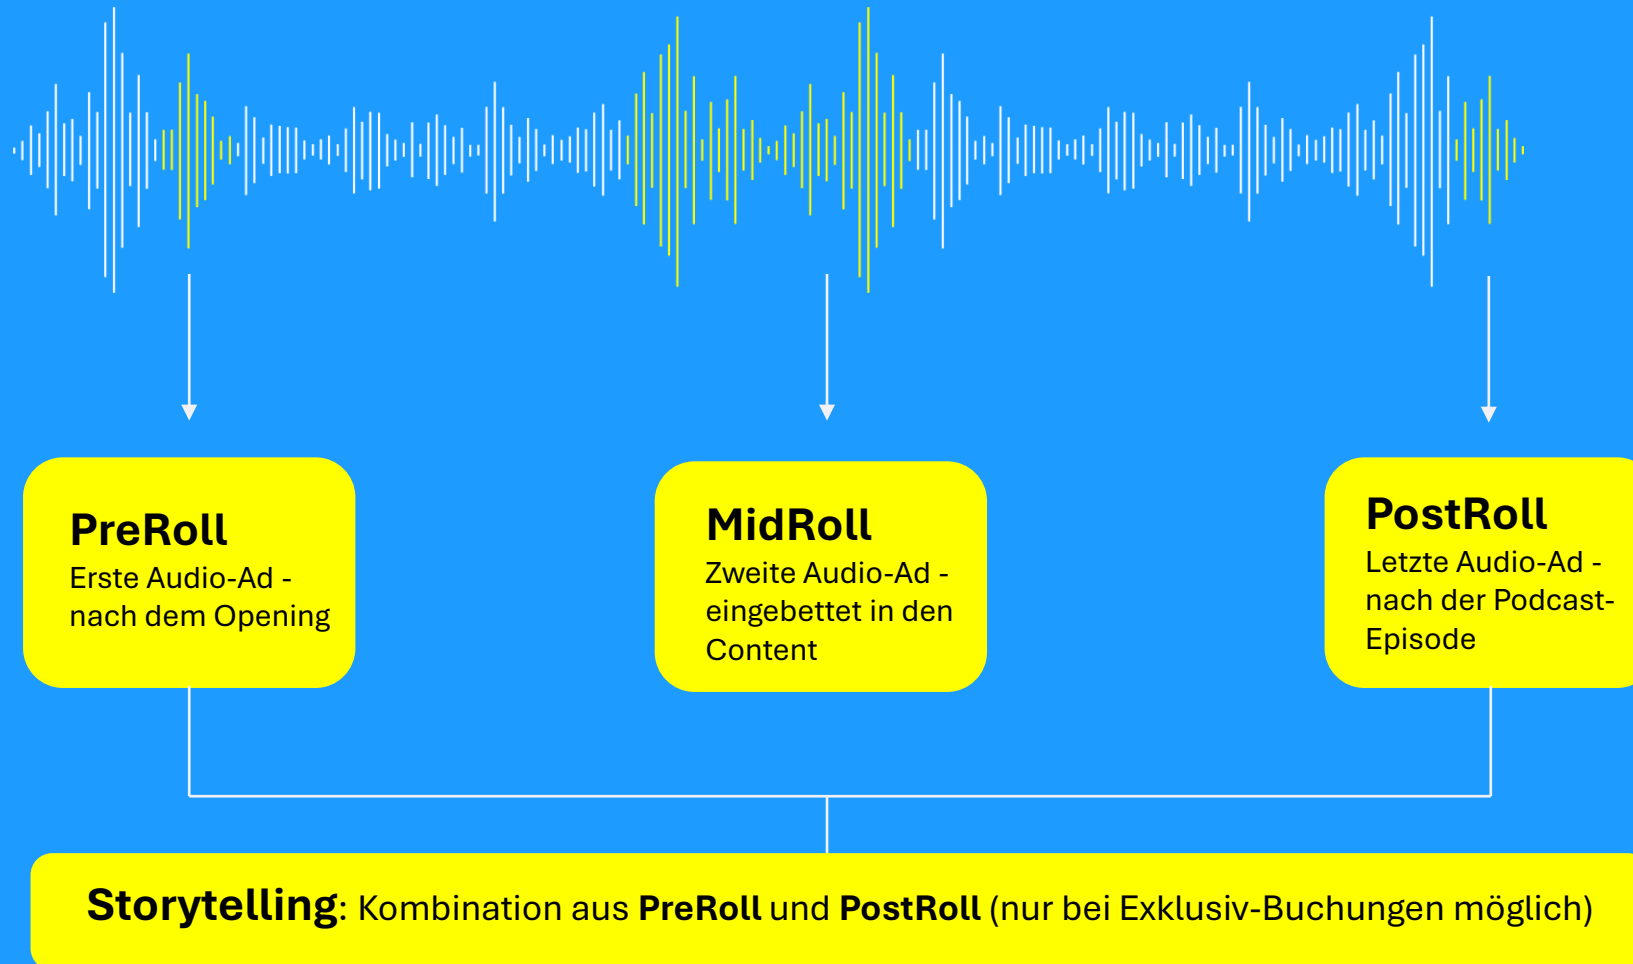 PreRoll
Erste Audio-Ad -
nach dem Opening
MidRoll
Zweite Audio-Ad -
eingebettet in den
Content
PostRoll
Letzte Audio-Ad -
nach der Podcast-
Episode
Storytelling: Kombination aus PreRoll und PostRoll (nur bei Exklusiv-Buchungen möglich)